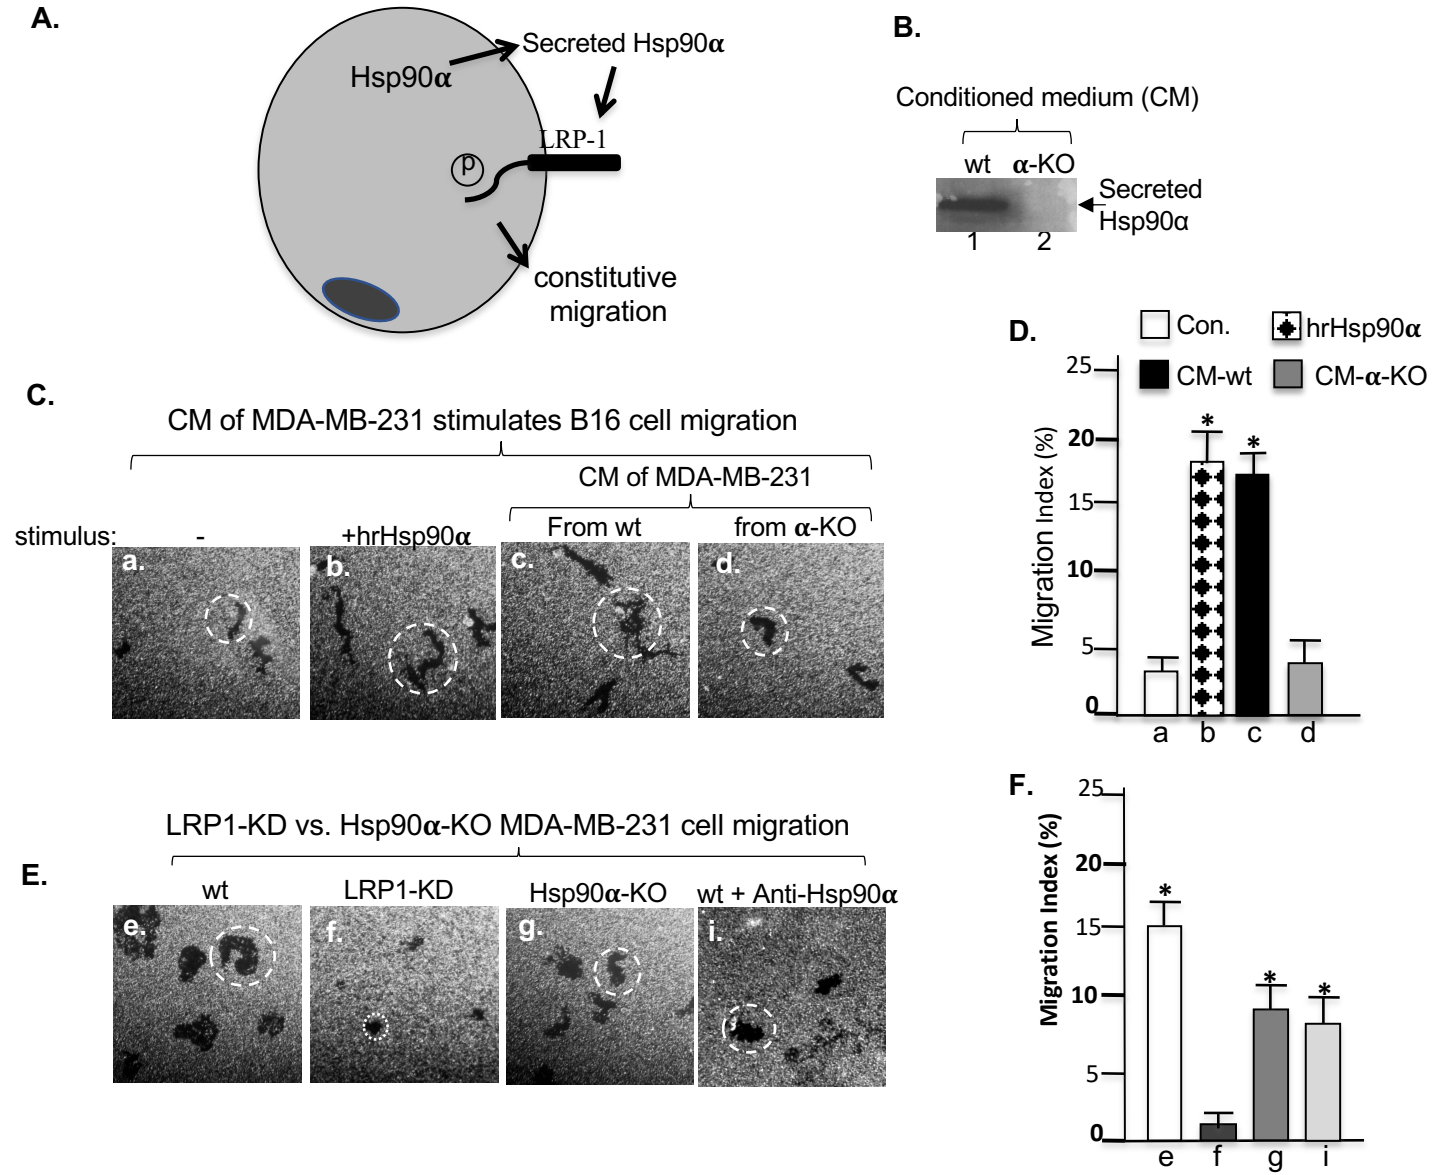 A.
Hsp90α
Secreted Hsp90α
LRP-1
p
constitutive
migration
B.
Conditioned medium (CM)
wt α-KO
Secreted
Hsp90α
1 2
C.
CM of MDA-MB-231 stimulates B16 cell migration
CM of MDA-MB-231
stimulus: - +hrHsp90α From wt from α-KO
a. b. c. d.
D.
Con. hrHsp90α
CM-wt CM-α-KO
Migration Index (%)
25
20
15
10
5
0
* *
a b c d
E.
LRP1-KD vs. Hsp90α-KO MDA-MB-231 cell migration
wt LRP1-KD Hsp90α-KO wt + Anti-Hsp90α
e. f. g. i.
F.
Migration Index (%)
25
20
15
10
5
0
* * *
e f g i